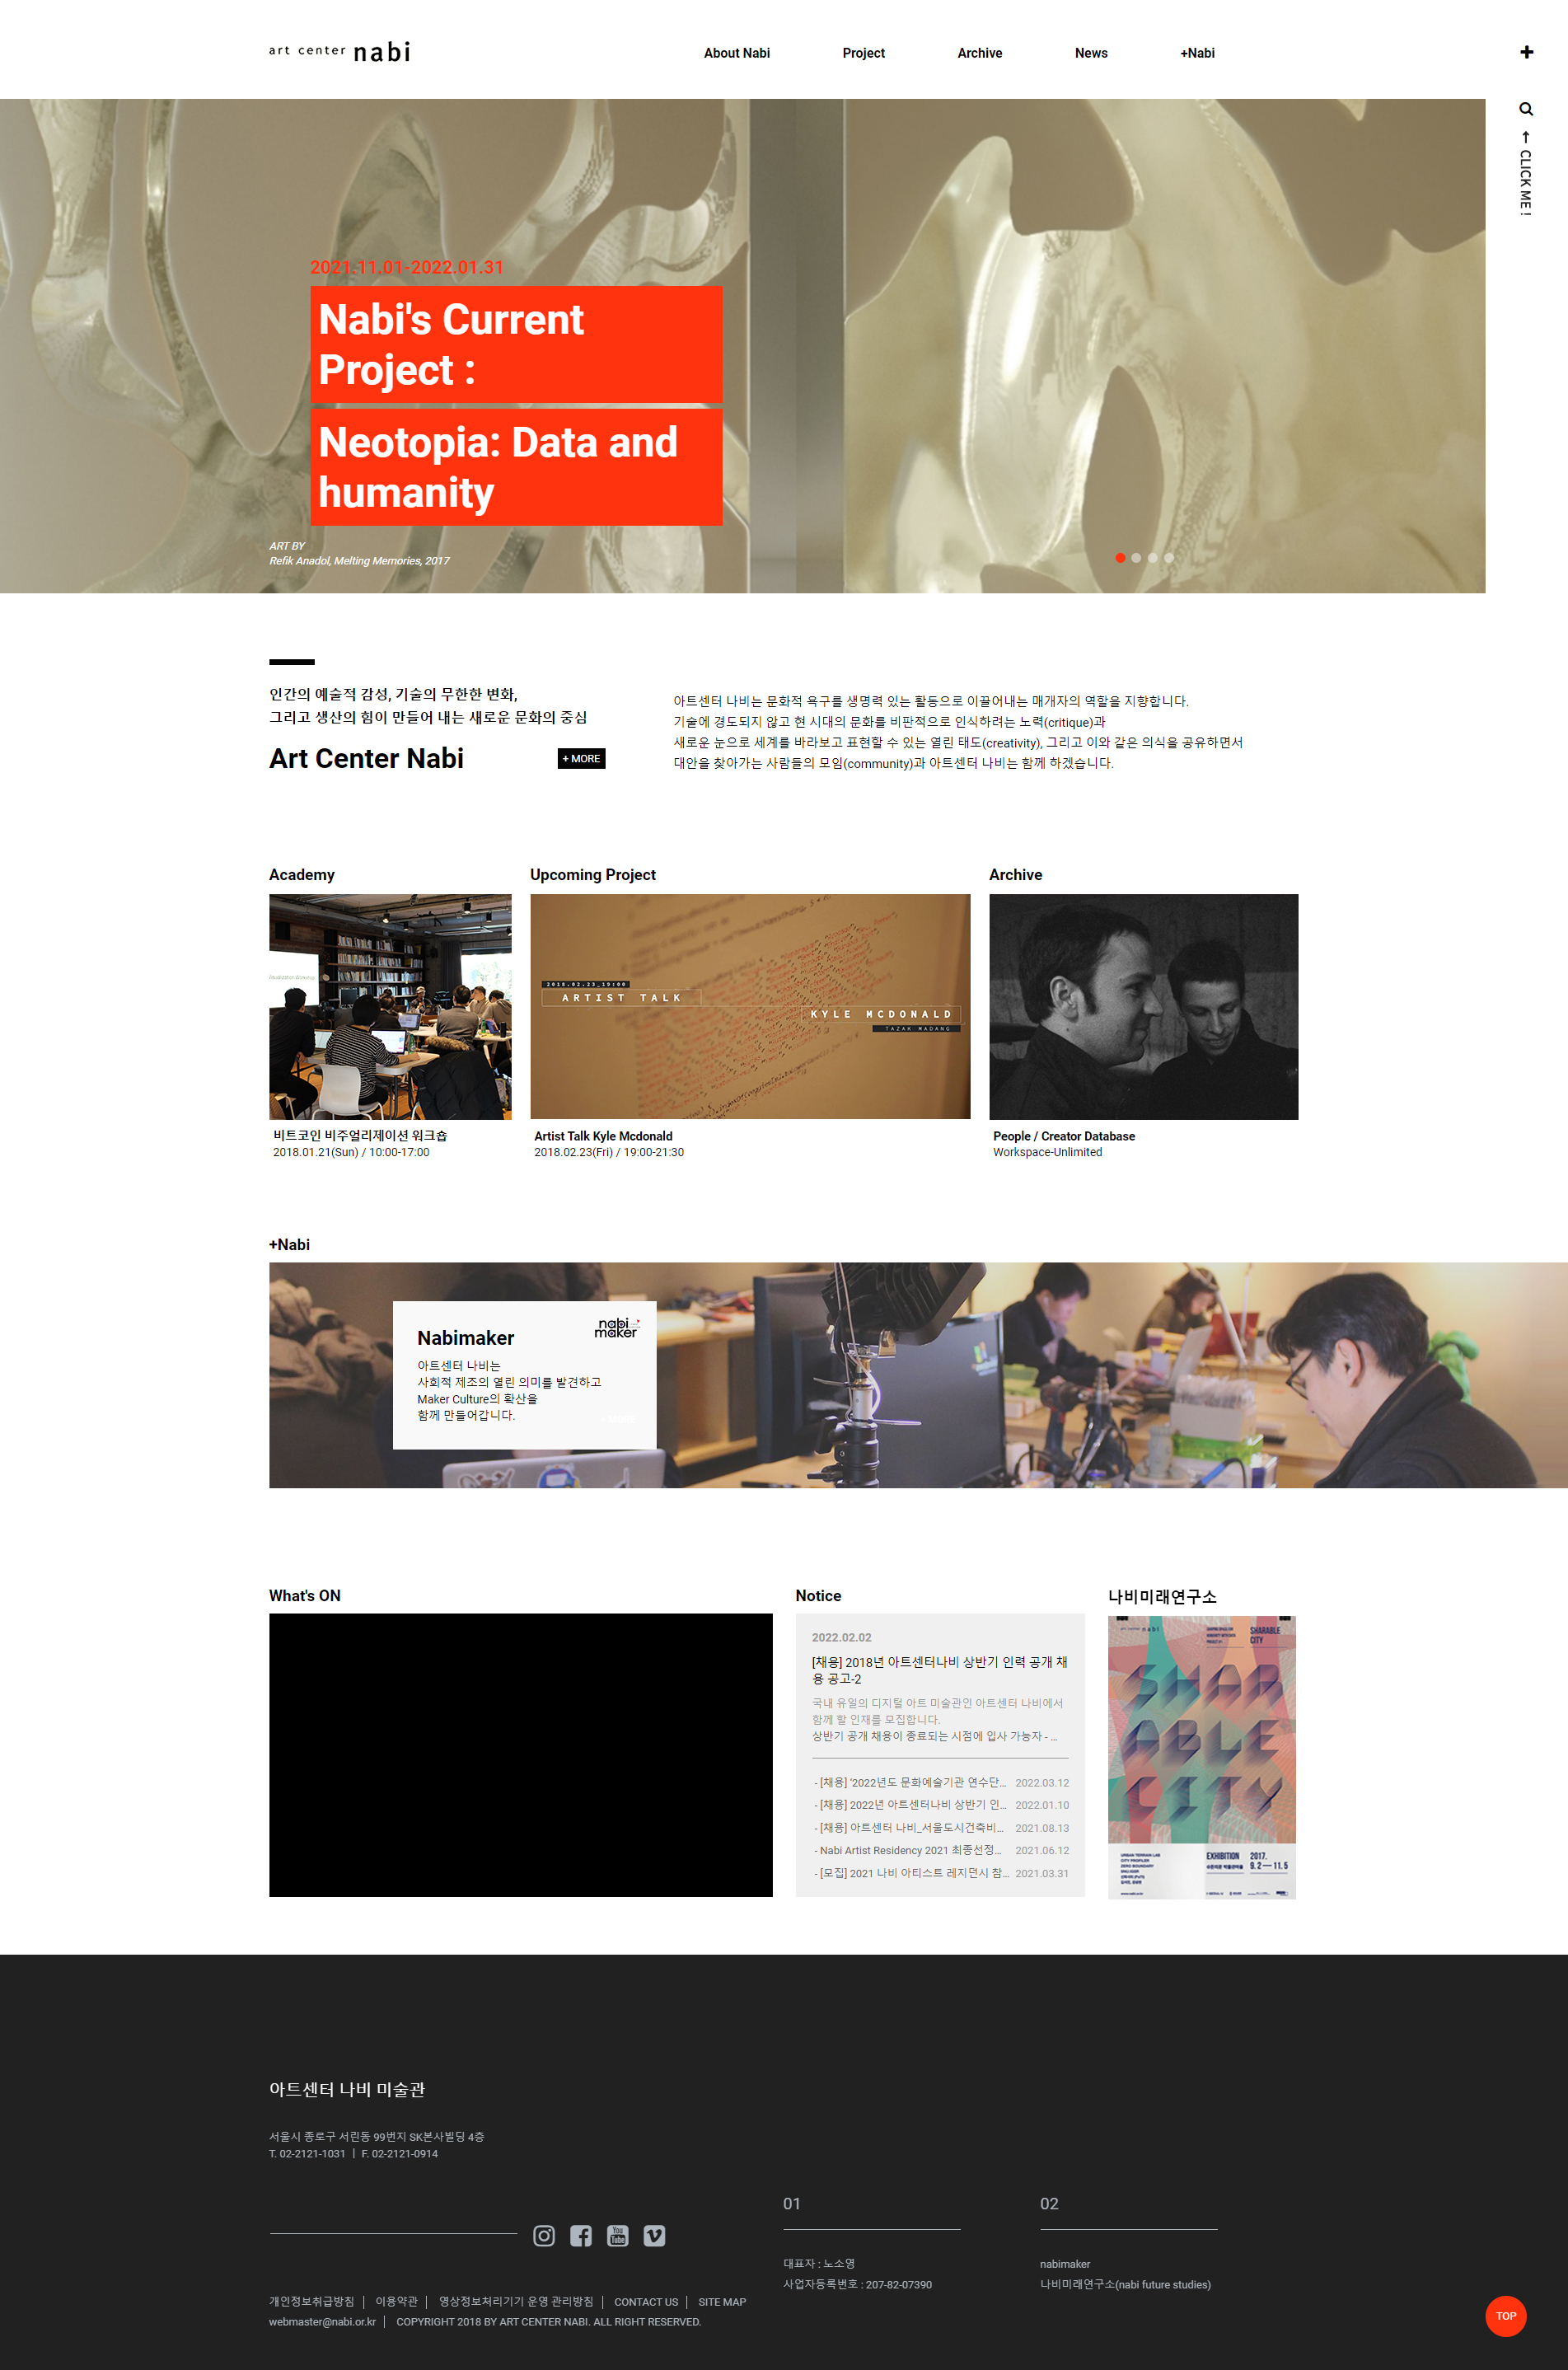 art center nabi
About Nabi
Project
Archive
News
+Nabi
← CLICK ME !
2021.11.01-2022.01.31
Nabi's Current
Project :
Neotopia: Data and
humanity
ART BY
Refik Anadol, Melting Memories, 2017
인간의 예술적 감성, 기술의 무한한 변화,
그리고 생산의 힘이 만들어 내는 새로운 문화의 중심
Art Center Nabi
+ MORE
아트센터 나비는 문화적 욕구를 생명력 있는 활동으로 이끌어내는 매개자의 역할을 지향합니다.
기술에 경도되지 않고 현 시대의 문화를 비판적으로 인식하려는 노력(critique)과
새로운 눈으로 세계를 바라보고 표현할 수 있는 열린 태도(creativity), 그리고 이와 같은 의식을 공유하면서
대안을 찾아가는 사람들의 모임(community)과 아트센터 나비는 함께 하겠습니다.
Academy
비트코인 비주얼리제이션 워크숍
2018.01.21(Sun) / 10:00-17:00
Upcoming Project
2018.02.23_19:00
ARTIST TALK
KYLE MCDONALD
TAZAK MADANG
Artist Talk Kyle Mcdonald
2018.02.23(Fri) / 19:00-21:30
Archive
People / Creator Database
Workspace-Unlimited
+Nabi
Nabimaker
nabi
maker
아트센터 나비는
사회적 제조의 열린 의미를 발견하고
Maker Culture의 확산을
함께 만들어갑니다.
+ MORE
What's ON
Notice
2022.02.02
[채용] 2018년 아트센터나비 상반기 인력 공개 채
용 공고-2
국내 유일의 디지털 아트 미술관인 아트센터 나비에서
함께 할 인재를 모집합니다.
상반기 공개 채용이 종료되는 시점에 입사 가능자 - ...
- [채용] '2022년도 문화예술기관 연수단... 2022.03.12
- [채용] 2022년 아트센터나비 상반기 인... 2022.01.10
- [채용] 아트센터 나비_서울도시건축비... 2021.08.13
- Nabi Artist Residency 2021 최종선정... 2021.06.12
- [모집] 2021 나비 아티스트 레지던시 참... 2021.03.31
나비미래연구소
art center nabi
SHARABLE
CITY
SHAR
ABLE
CITY
URBAN TERRAIN LAB
CITY PROFILER
ZERO BOUNDARY
EXHIBITION
2017.
9. 2 — 11. 5
아트센터 나비 미술관
서울시 종로구 서린동 99번지 SK본사빌딩 4층
T. 02-2121-1031 | F. 02-2121-0914
You
Tube
01
대표자 : 노소영
사업자등록번호 : 207-82-07390
02
nabimaker
나비미래연구소(nabi future studies)
개인정보취급방침 | 이용약관 | 영상정보처리기기 운영 관리방침 | CONTACT US | SITE MAP
webmaster@nabi.or.kr | COPYRIGHT 2018 BY ART CENTER NABI. ALL RIGHT RESERVED.
TOP